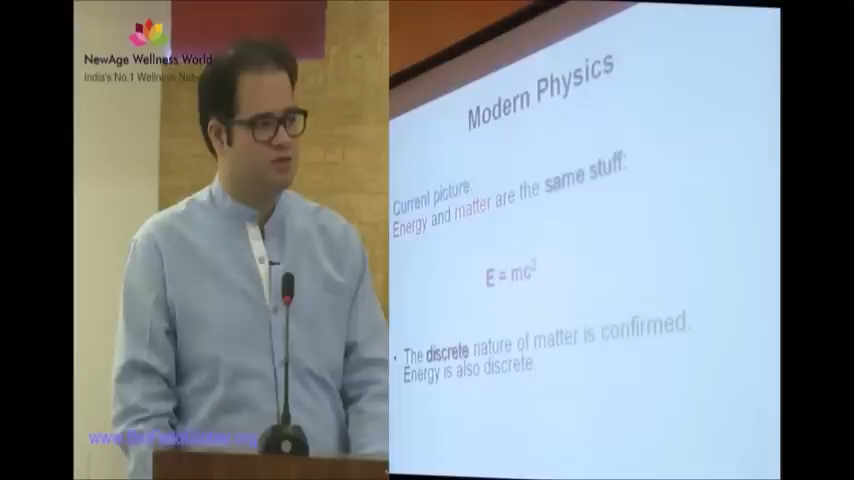 NewAge Wellness World
India's No.1 Wellness
Modern Physics
Current picture:
Energy and matter are the same stuff:
E = mc²
• The discrete nature of matter is confirmed.
Energy is also discrete.